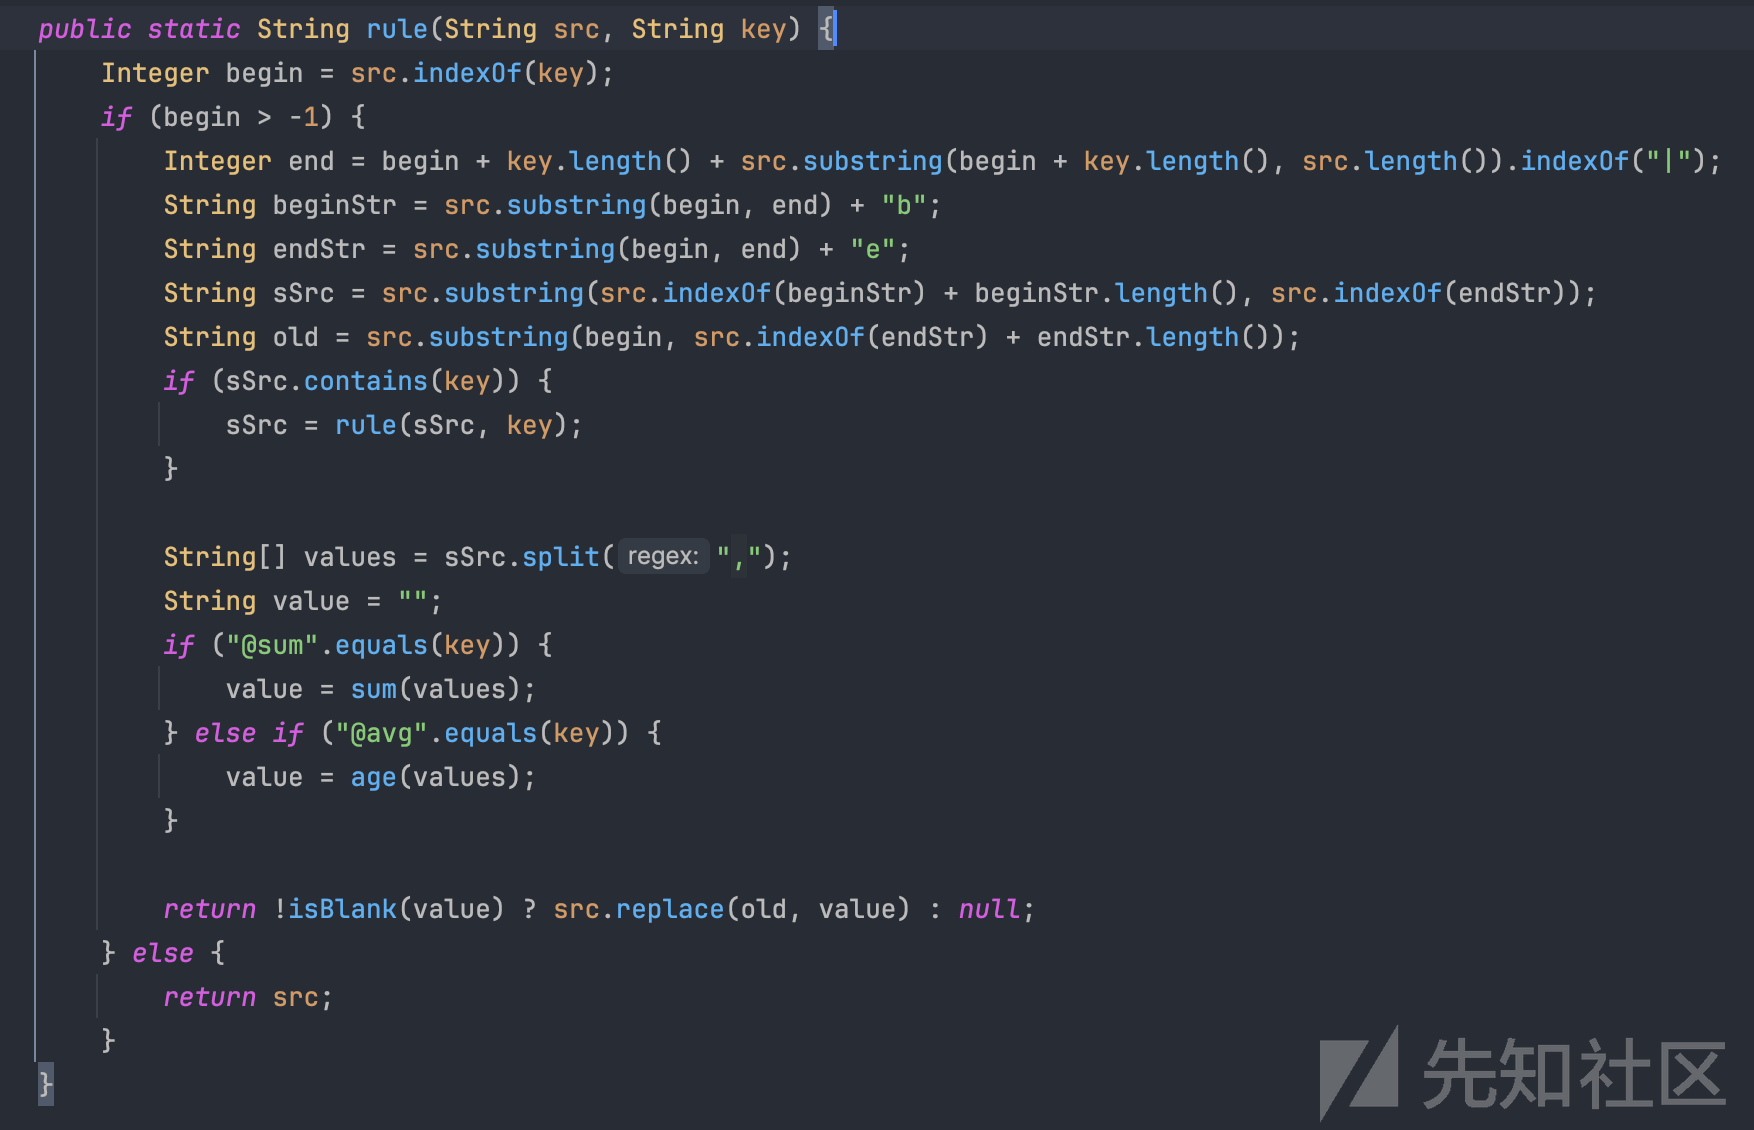 public static String rule(String src, String key) {
Integer begin = src.indexOf(key);
if (begin > -1) {
Integer end = begin + key.length() + src.substring(begin + key.length(), src.length()).indexOf("|");
String beginStr = src.substring(begin, end) + "b";
String endStr = src.substring(begin, end) + "e";
String sSrc = src.substring(src.indexOf(beginStr) + beginStr.length(), src.indexOf(endStr));
String old = src.substring(begin, src.indexOf(endStr) + endStr.length());
if (sSrc.contains(key)) {
sSrc = rule(sSrc, key);
}
String[] values = sSrc.split( regex: ",");
String value = "";
if ("@sum".equals(key)) {
value = sum(values);
} else if ("@avg".equals(key)) {
value = age(values);
}
return !isBlank(value) ? src.replace(old, value) : null;
} else {
return src;
}
}
先知社区